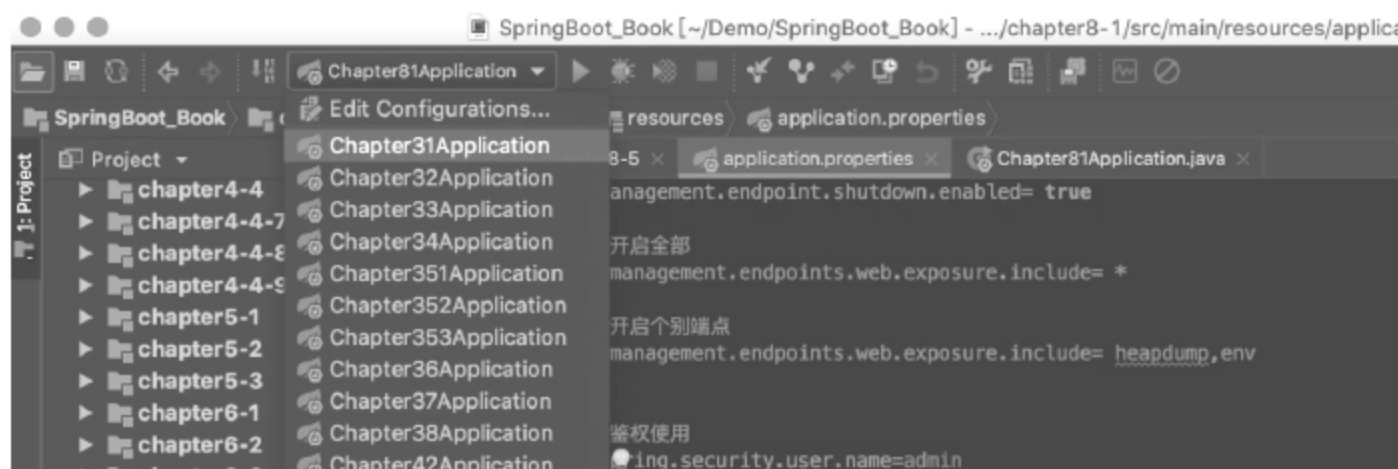 SpringBoot_Book [~/Demo/SpringBoot_Book] - .../chapter8-1/src/main/resources/applica
Chapter81Application
SpringBoot_Book
resources
application.properties
Edit Configurations...
Chapter31Application
Chapter32Application
Chapter33Application
Chapter34Application
Chapter351Application
Chapter352Application
Chapter353Application
Chapter36Application
Chapter37Application
Chapter38Application
Chapter42Application
1: Project
Project
chapter4-4
chapter4-4-7
chapter4-4-8
chapter4-4-9
chapter5-1
chapter5-2
chapter5-3
chapter6-1
chapter6-2
8-5
application.properties
Chapter81Application.java
anagement.endpoint.shutdown.enabled= true
开启全部
management.endpoints.web.exposure.include= *
开启个别端点
management.endpoints.web.exposure.include= heapdump,env
鉴权使用
ing.security.user.name=admin